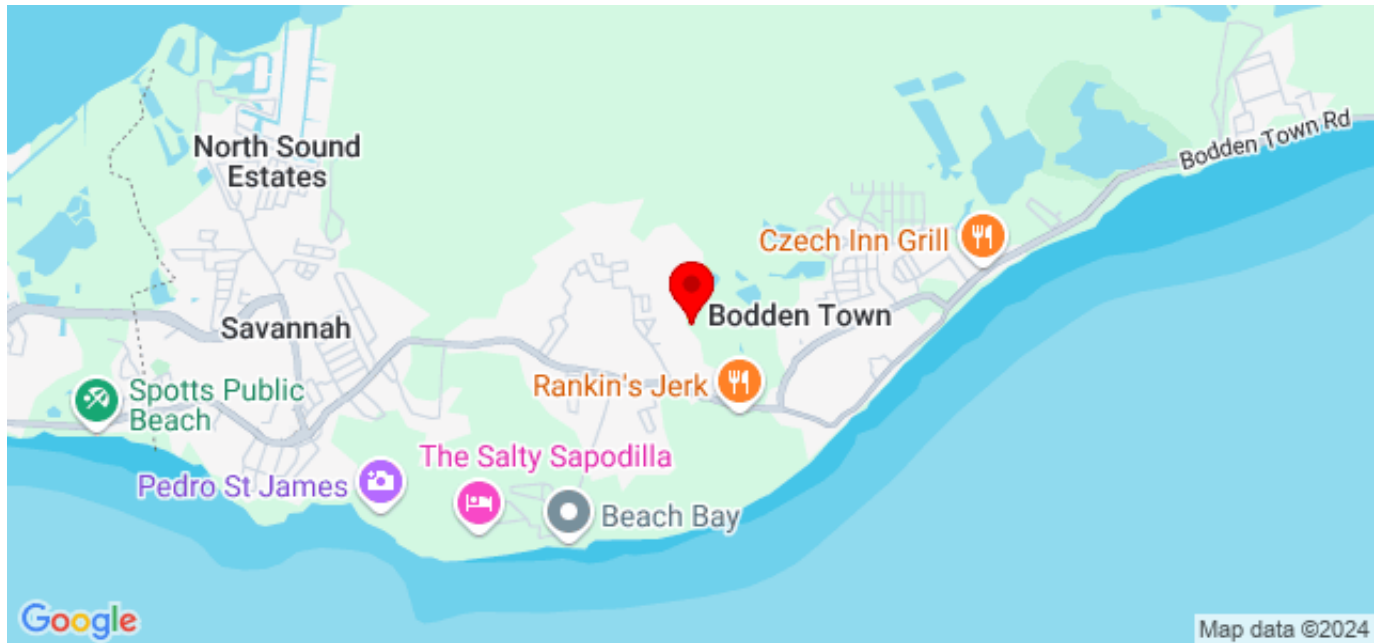 North Sound
Estates
Bodden Town Rd
Czech Inn Grill
Savannah
Bodden Town
Rankin's Jerk
Spotts Public
Beach
The Salty Sapodilla
Pedro St James
Beach Bay
Google
Map data ©2024